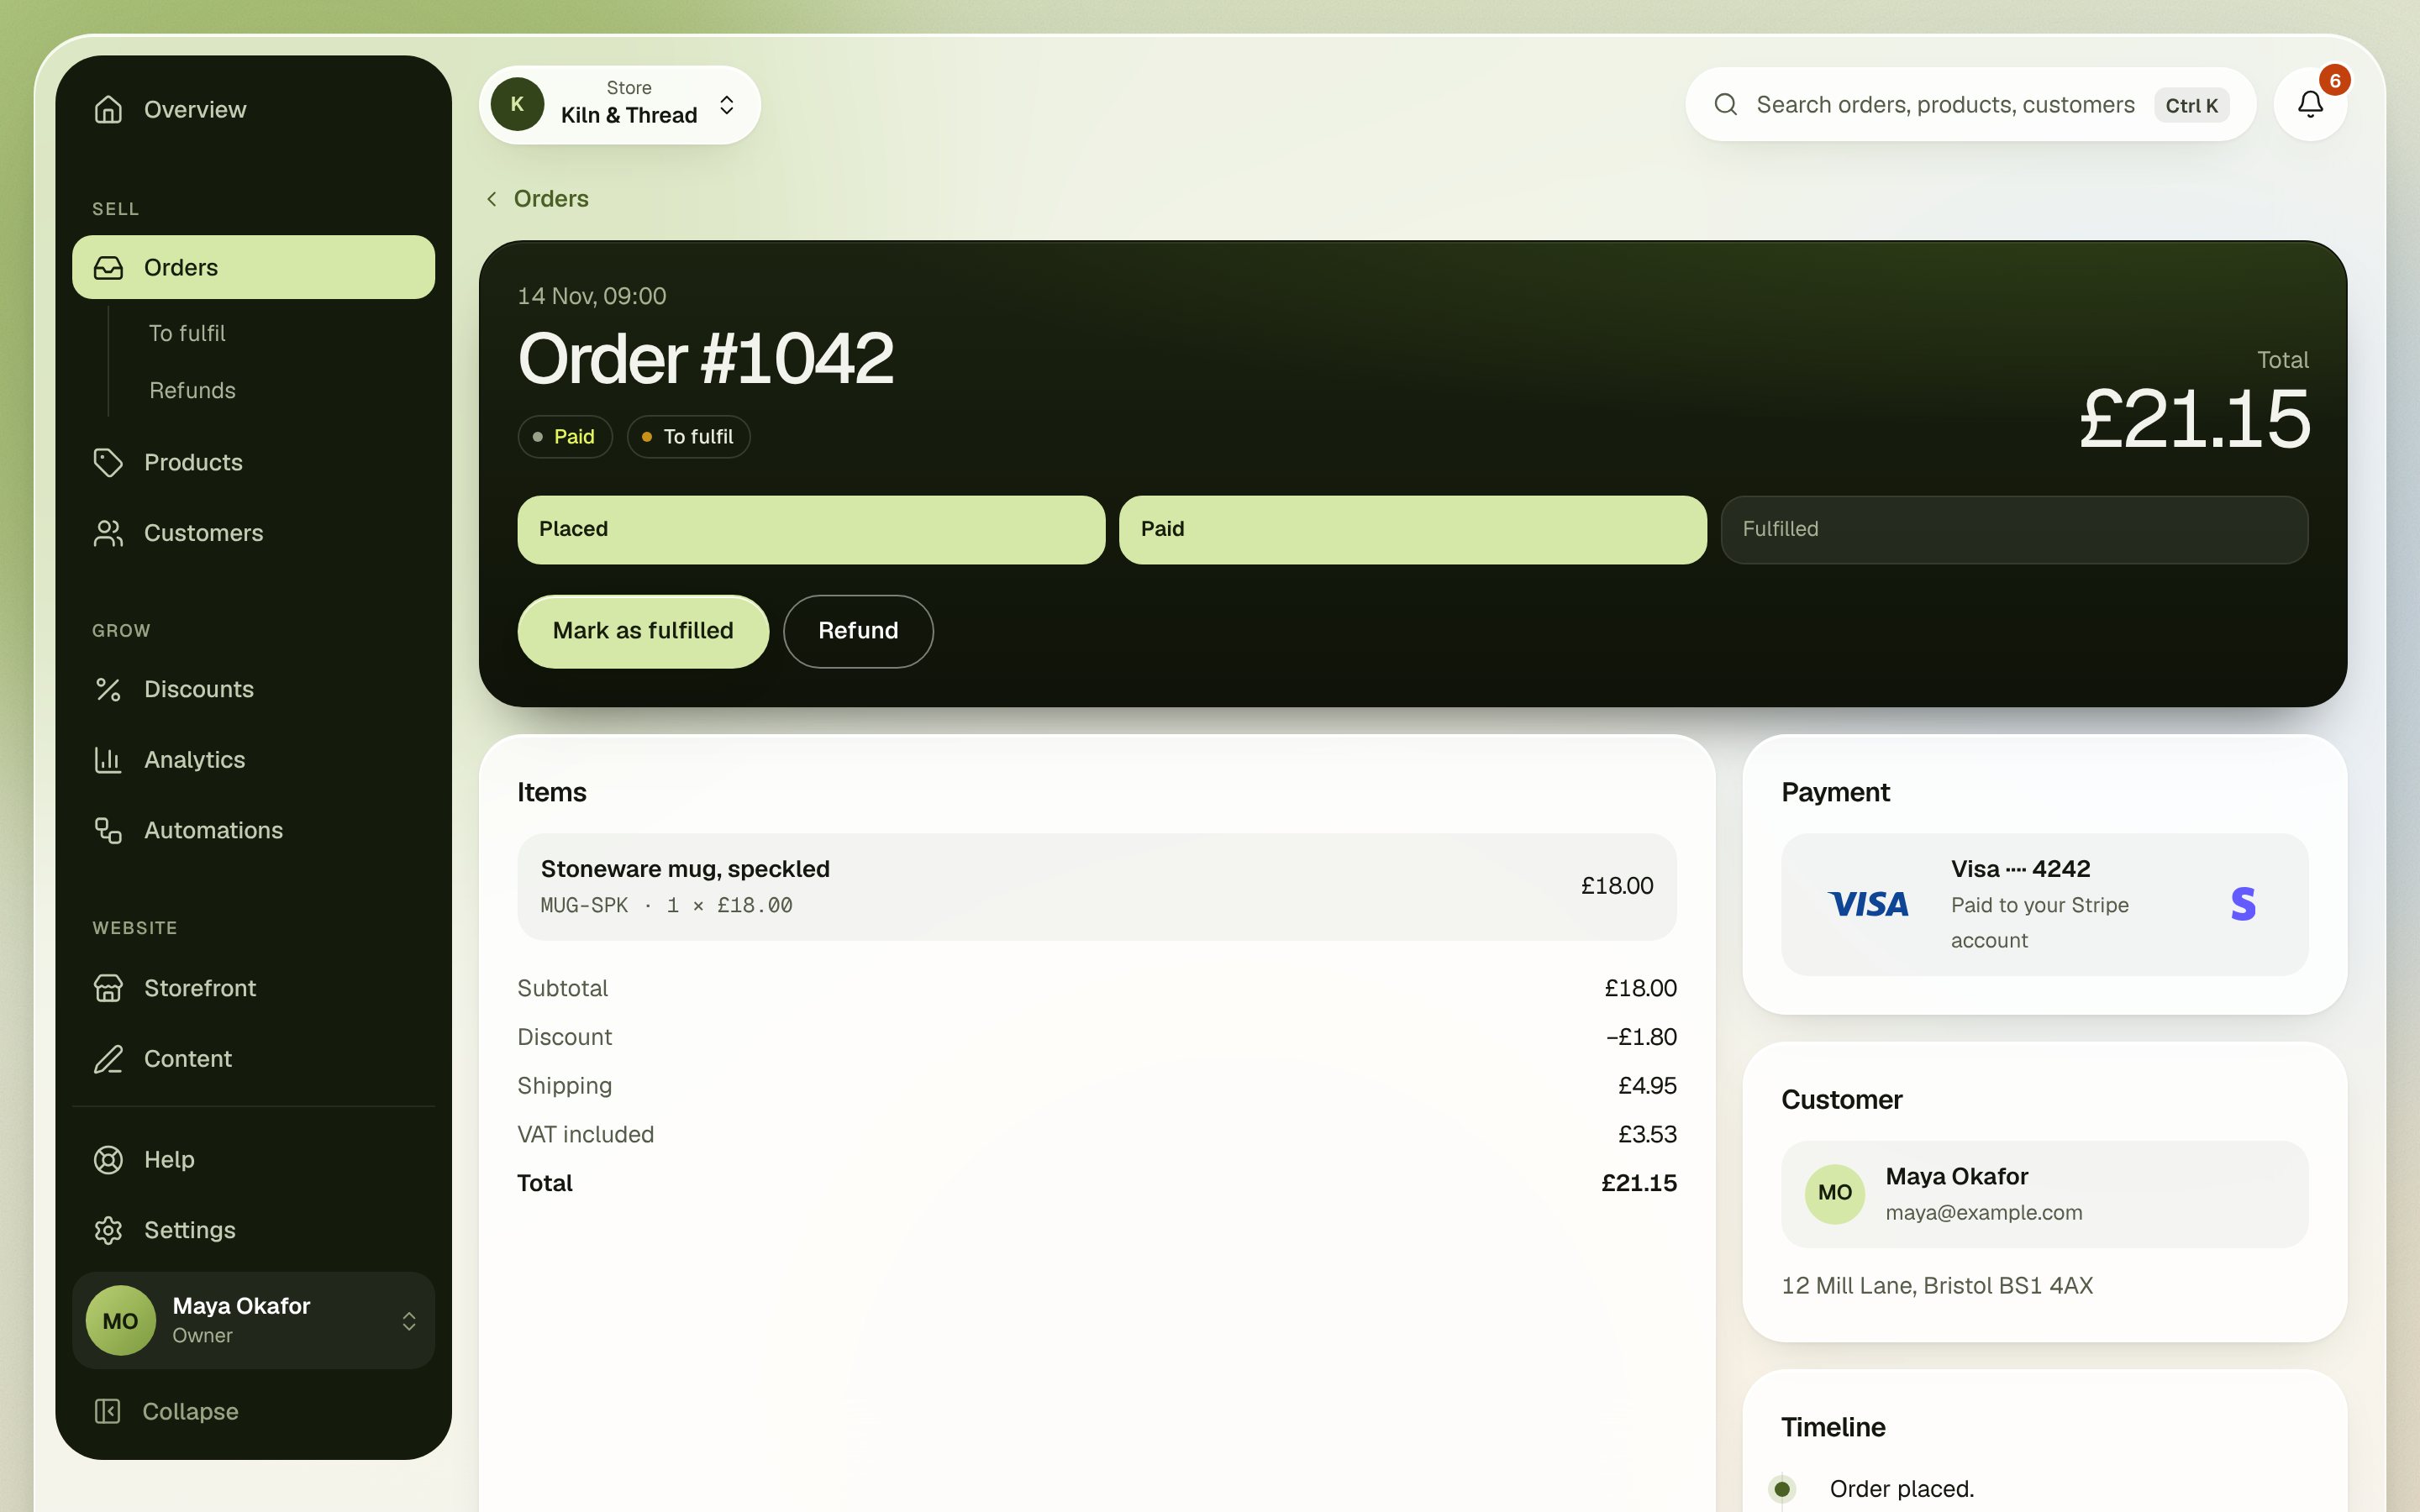 Overview
SELL
Orders
To fulfil
Refunds
Products
Customers
GROW
Discounts
Analytics
Automations
WEBSITE
Storefront
Content
Help
Settings
MO
Maya Okafor
Owner
Collapse
K
Store
Kiln & Thread
Search orders, products, customers
Ctrl K
6
Orders
14 Nov, 09:00
Order #1042
Paid
To fulfil
Total
£21.15
Placed
Paid
Fulfilled
Mark as fulfilled
Refund
Items
Stoneware mug, speckled
MUG-SPK · 1 × £18.00
£18.00
Subtotal £18.00
Discount −£1.80
Shipping £4.95
VAT included £3.53
Total £21.15
Payment
VISA
Visa ···· 4242
Paid to your Stripe
account
S
Customer
MO
Maya Okafor
maya@example.com
12 Mill Lane, Bristol BS1 4AX
Timeline
Order placed.